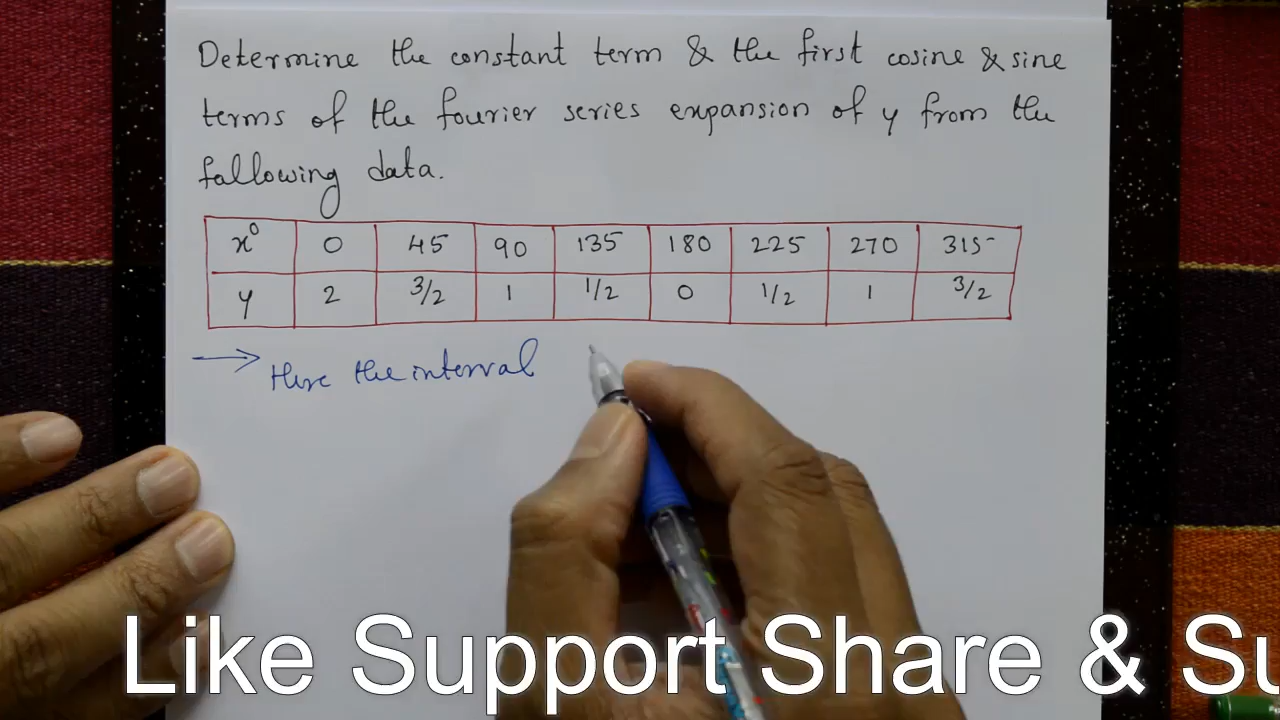 Determine the constant term & the first cosine & sine
terms of the fourier series expansion of y from the
following data.
x⁰ 0 45 90 135 180 225 270 315
y 2 3/2 1 1/2 0 1/2 1 3/2
→ Here the interval
Like Support Share & Su